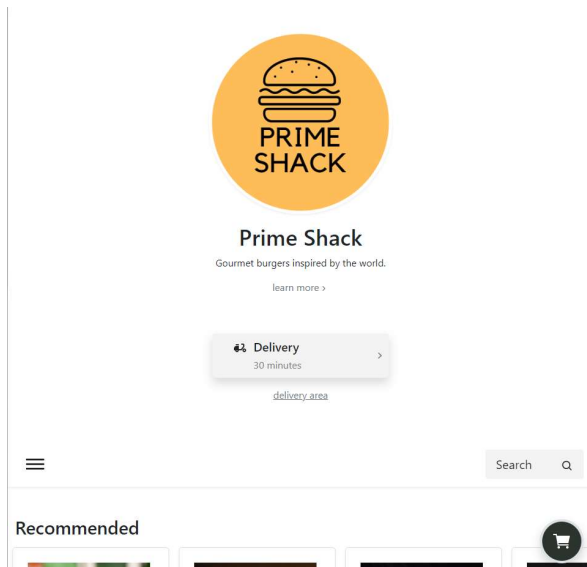 PRIME
SHACK
Prime Shack
Gourmet burgers inspired by the world.
learn more ›
Delivery
30 minutes
delivery area
Search
Recommended